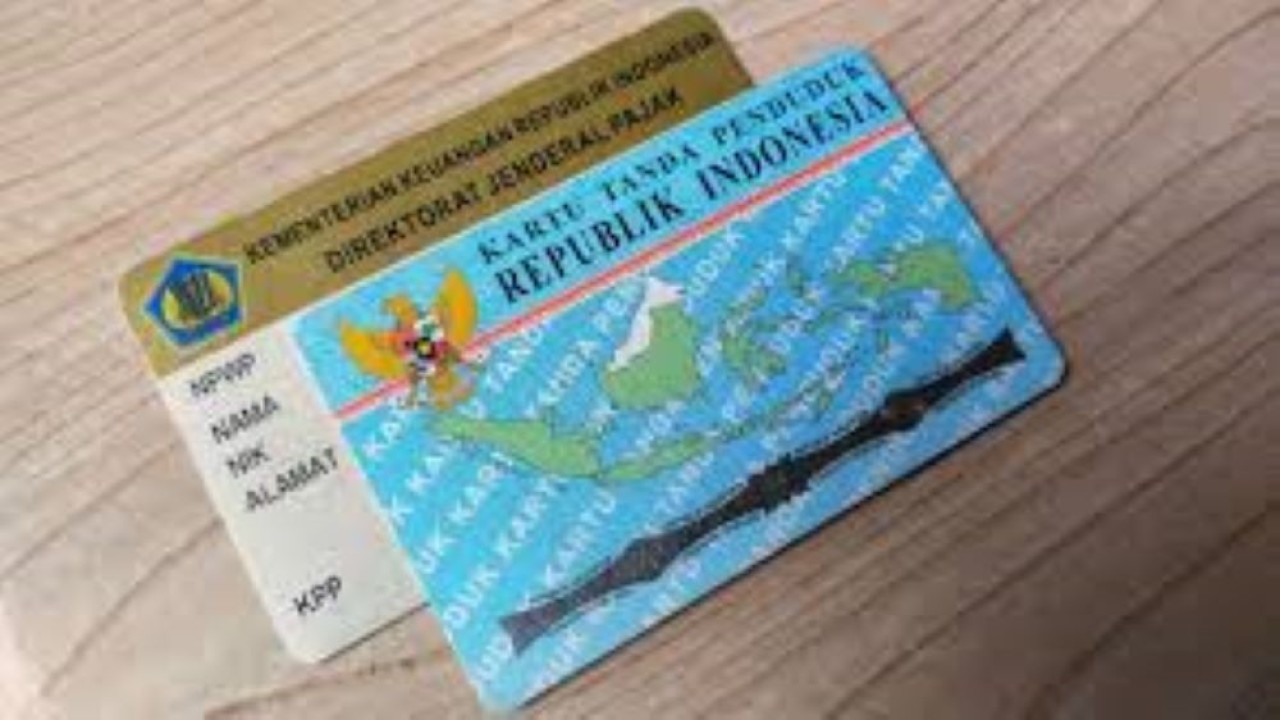 KEMENTERIAN KEUANGAN REPUBLIK INDONESIA
DIREKTORAT JENDERAL PAJAK
NPWP
NAMA
NIK
ALAMAT
KPP
KARTU TANDA PENDUDUK
REPUBLIK INDONESIA